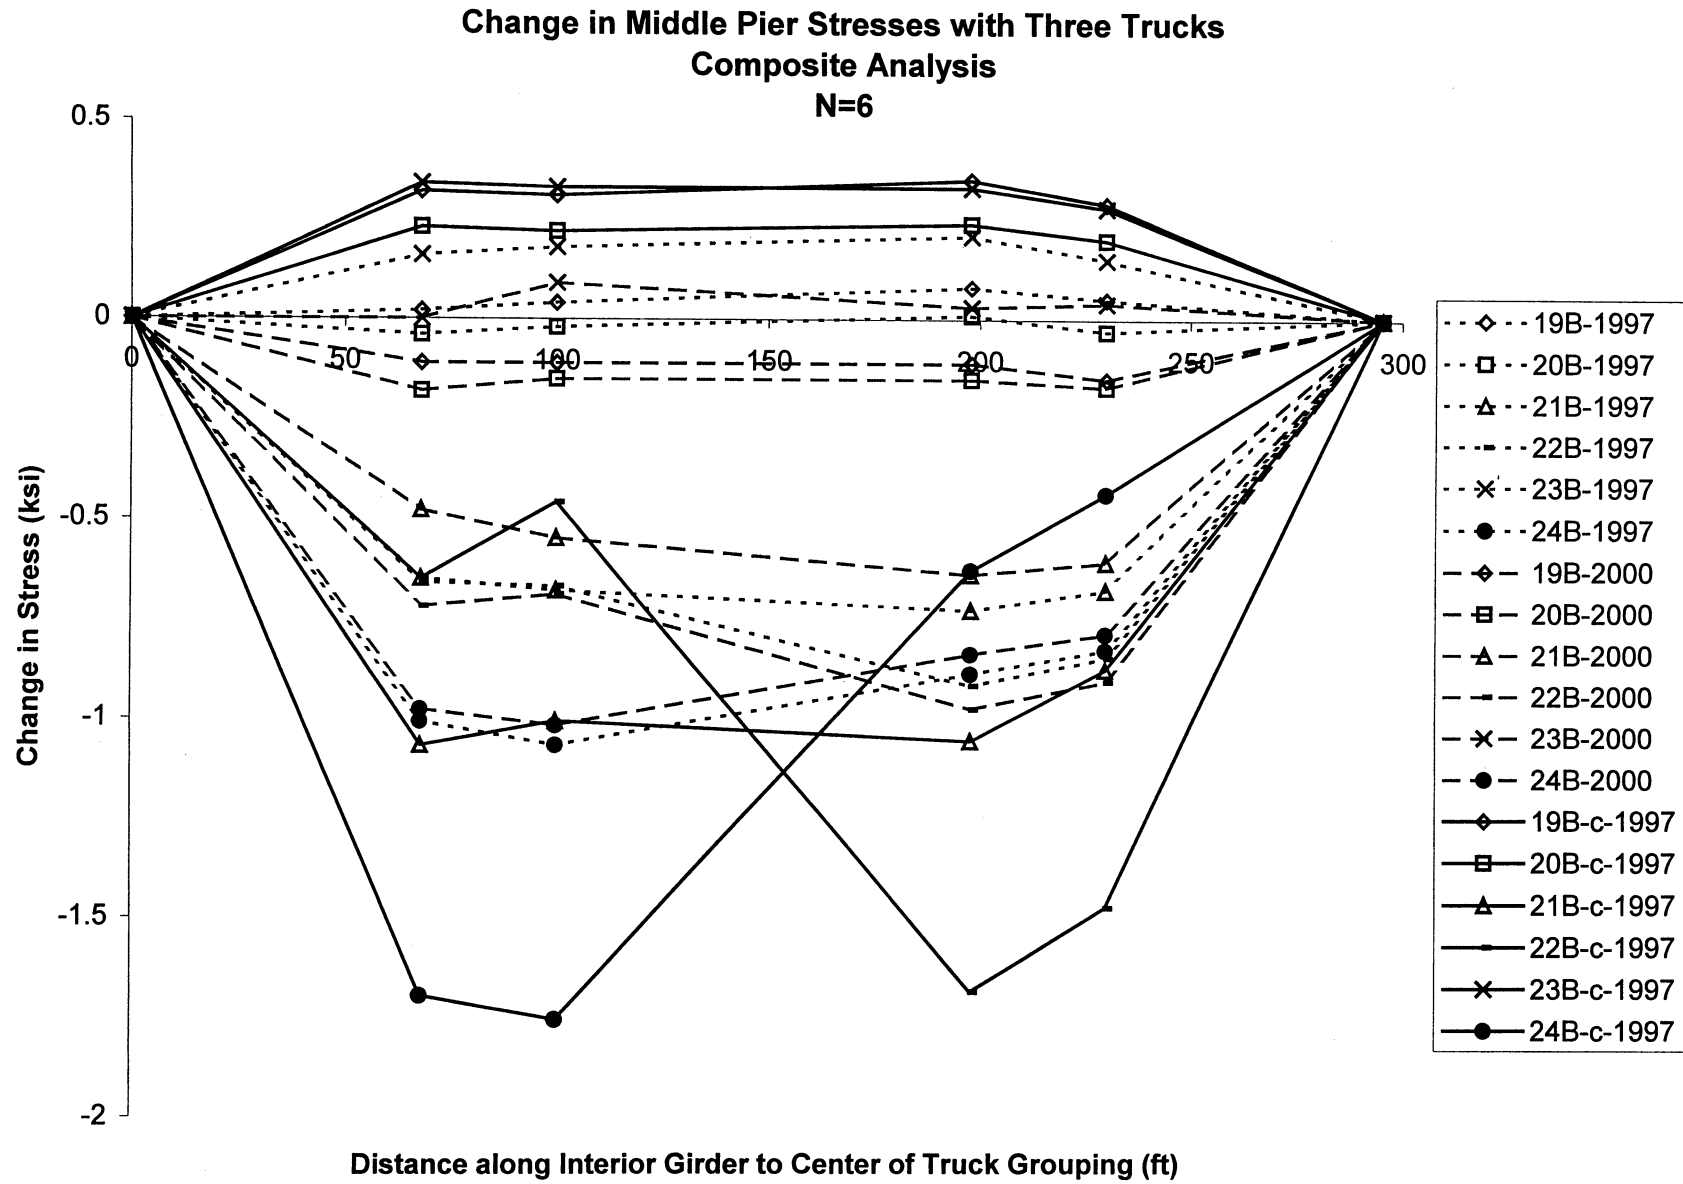 Change in Middle Pier Stresses with Three Trucks
Composite Analysis
N=6
0.5
0
-0.5
-1
-1.5
-2
0
50
100
150
200
250
300
Change in Stress (ksi)
Distance along Interior Girder to Center of Truck Grouping (ft)
19B-1997
20B-1997
21B-1997
22B-1997
23B-1997
24B-1997
19B-2000
20B-2000
21B-2000
22B-2000
23B-2000
24B-2000
19B-c-1997
20B-c-1997
21B-c-1997
22B-c-1997
23B-c-1997
24B-c-1997